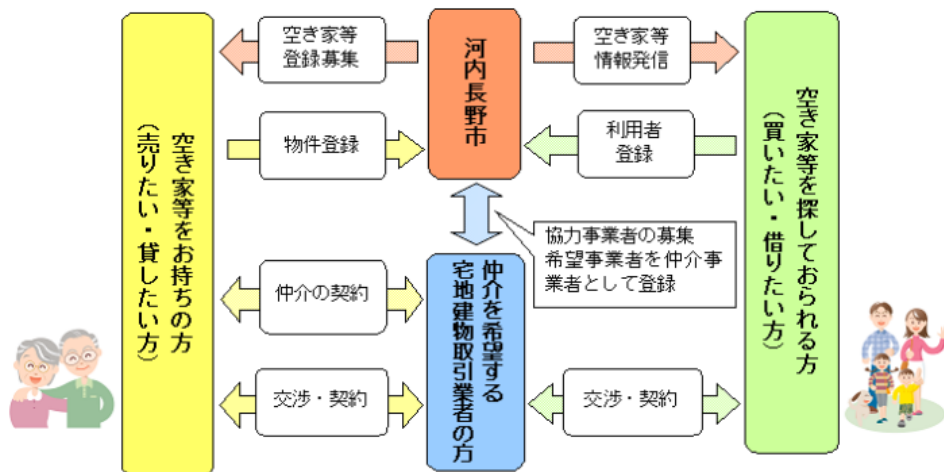 空き家等をお持ちの方
（売りたい・貸したい方）
空き家等
登録募集
河内長野市
空き家等
情報発信
物件登録
利用者
登録
空き家等を探しておられる方
（買いたい・借りたい方）
協力事業者の募集
希望事業者を仲介事
業者として登録
仲介の契約
仲介を希望する
宅地建物取引業者の方
交渉・契約
交渉・契約